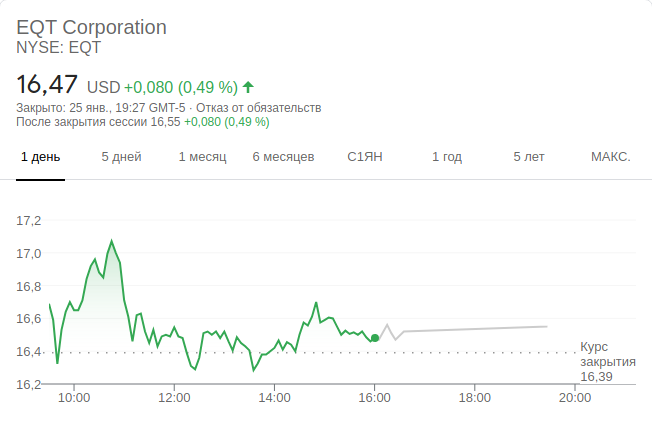 EQT Corporation
NYSE: EQT
16,47 USD +0,080 (0,49 %)
Закрыто: 25 янв., 19:27 GMT-5 · Отказ от обязательств
После закрытия сессии 16,55 +0,080 (0,49 %)
1 день 5 дней 1 месяц 6 месяцев С1ЯН 1 год 5 лет МАКС.
17,2
17,0
16,8
16,6
16,4
Курс
закрытия
16,39
16,2
10:00 12:00 14:00 16:00 18:00 20:00